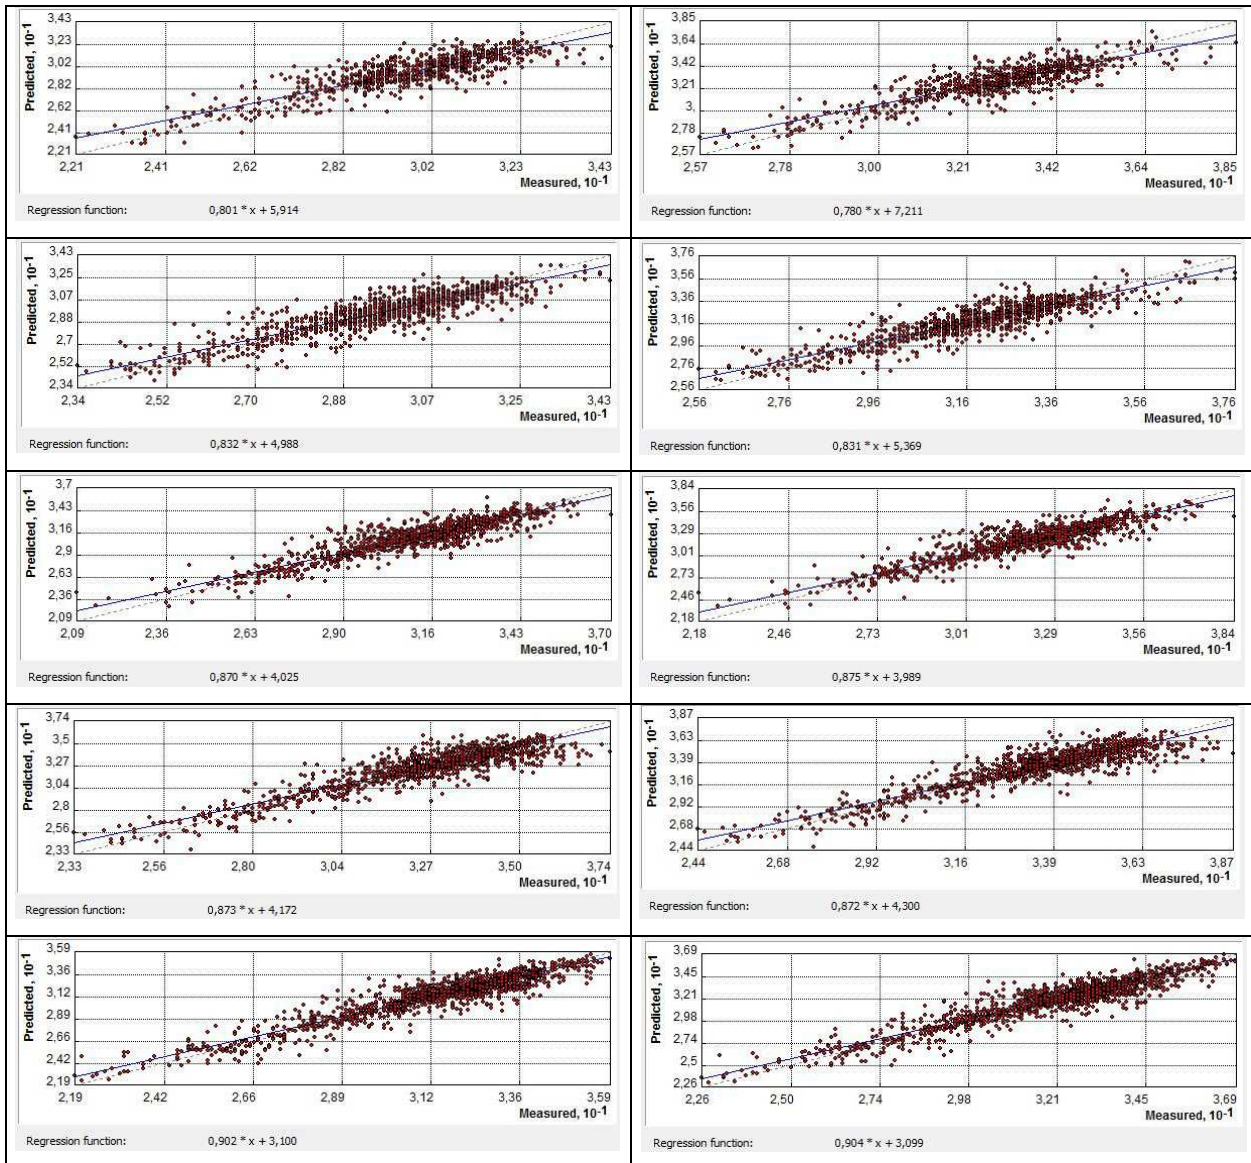 Predicted, 10-1
3,43
3,23
3,02
2,82
2,62
2,41
2,21
2,21 2,41 2,62 2,82 3,02 3,23 3,43
Measured, 10-1
Regression function: 0,801 * x + 5,914
Predicted, 10-1
3,85
3,64
3,42
3,21
3,
2,78
2,57
2,57 2,78 3,00 3,21 3,42 3,64 3,85
Measured, 10-1
Regression function: 0,780 * x + 7,211
Predicted, 10-1
3,43
3,25
3,07
2,88
2,7
2,52
2,34
2,34 2,52 2,70 2,88 3,07 3,25 3,43
Measured, 10-1
Regression function: 0,832 * x + 4,988
Predicted, 10-1
3,76
3,56
3,36
3,16
2,96
2,76
2,56
2,56 2,76 2,96 3,16 3,36 3,56 3,76
Measured, 10-1
Regression function: 0,831 * x + 5,369
Predicted, 10-1
3,7
3,43
3,16
2,9
2,63
2,36
2,09
2,09 2,36 2,63 2,90 3,16 3,43 3,70
Measured, 10-1
Regression function: 0,870 * x + 4,025
Predicted, 10-1
3,84
3,56
3,29
3,01
2,73
2,46
2,18
2,18 2,46 2,73 3,01 3,29 3,56 3,84
Measured, 10-1
Regression function: 0,875 * x + 3,989
Predicted, 10-1
3,74
3,5
3,27
3,04
2,8
2,56
2,33
2,33 2,56 2,80 3,04 3,27 3,50 3,74
Measured, 10-1
Regression function: 0,873 * x + 4,172
Predicted, 10-1
3,87
3,63
3,39
3,16
2,92
2,68
2,44
2,44 2,68 2,92 3,16 3,39 3,63 3,87
Measured, 10-1
Regression function: 0,872 * x + 4,300
Predicted, 10-1
3,59
3,36
3,12
2,89
2,66
2,42
2,19
2,19 2,42 2,66 2,89 3,12 3,36 3,59
Measured, 10-1
Regression function: 0,902 * x + 3,100
Predicted, 10-1
3,69
3,45
3,21
2,98
2,74
2,5
2,26
2,26 2,50 2,74 2,98 3,21 3,45 3,69
Measured, 10-1
Regression function: 0,904 * x + 3,099